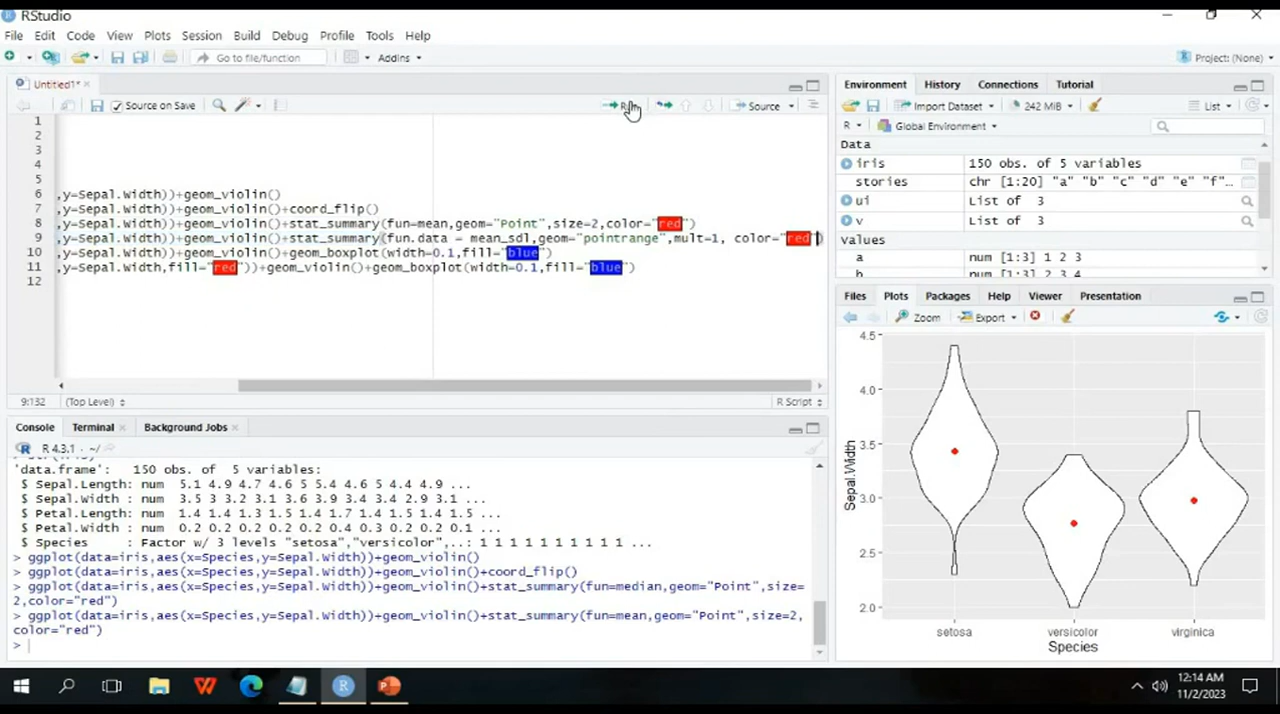 RStudio
File Edit Code View Plots Session Build Debug Profile Tools Help
Go to file/function
Addins
Project: (None)
Untitled1*
Source on Save
Source
1
2
3
4
5
6 ,y=Sepal.Width))+geom_violin()
7 ,y=Sepal.Width))+geom_violin()+coord_flip()
8 ,y=Sepal.Width))+geom_violin()+stat_summary(fun=mean,geom="Point",size=2,color="red")
9 ,y=Sepal.Width))+geom_violin()+stat_summary(fun.data = mean_sdl,geom="pointrange",mult=1, color="red")
10 ,y=Sepal.Width))+geom_violin()+geom_boxplot(width=0.1,fill="blue")
11 ,y=Sepal.Width,fill="red"))+geom_violin()+geom_boxplot(width=0.1,fill="blue")
12
9:132 (Top Level) R Script
Console Terminal Background Jobs
R 4.3.1 · ~/
'data.frame': 150 obs. of 5 variables:
$ Sepal.Length: num 5.1 4.9 4.7 4.6 5 5.4 4.6 5 4.4 4.9 ...
$ Sepal.Width : num 3.5 3 3.2 3.1 3.6 3.9 3.4 3.4 2.9 3.1 ...
$ Petal.Length: num 1.4 1.4 1.3 1.5 1.4 1.7 1.4 1.5 1.4 1.5 ...
$ Petal.Width : num 0.2 0.2 0.2 0.2 0.2 0.4 0.3 0.2 0.2 0.1 ...
$ Species : Factor w/ 3 levels "setosa","versicolor",..: 1 1 1 1 1 1 1 1 1 1 ...
> ggplot(data=iris,aes(x=Species,y=Sepal.Width))+geom_violin()
> ggplot(data=iris,aes(x=Species,y=Sepal.Width))+geom_violin()+coord_flip()
> ggplot(data=iris,aes(x=Species,y=Sepal.Width))+geom_violin()+stat_summary(fun=median,geom="Point",size=
2,color="red")
> ggplot(data=iris,aes(x=Species,y=Sepal.Width))+geom_violin()+stat_summary(fun=mean,geom="Point",size=2,
color="red")
>
Environment History Connections Tutorial
Import Dataset 242 MiB List
R Global Environment
Data
iris 150 obs. of 5 variables
stories chr [1:20] "a" "b" "c" "d" "e" "f"...
ui List of 3
v List of 3
values
a num [1:3] 1 2 3
b num [1:3] 2 3 4
Files Plots Packages Help Viewer Presentation
Zoom Export
4.5
4.0
3.5
3.0
2.5
2.0
Sepal.Width
setosa versicolor virginica
Species
12:14 AM
11/2/2023